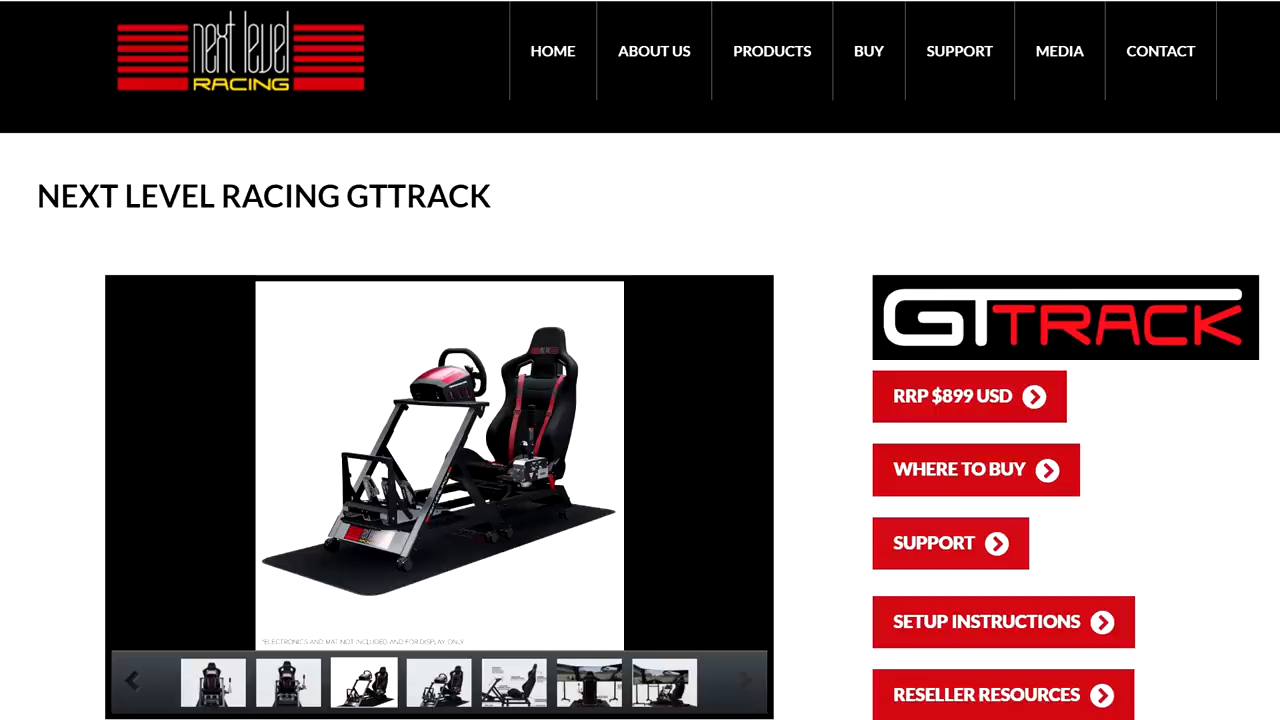 next level
RACING
HOME
ABOUT US
PRODUCTS
BUY
SUPPORT
MEDIA
CONTACT
NEXT LEVEL RACING GTTRACK
*ELECTRONICS AND MAT NOT INCLUDED AND FOR DISPLAY ONLY
GTTRACK
RRP $899 USD
WHERE TO BUY
SUPPORT
SETUP INSTRUCTIONS
RESELLER RESOURCES